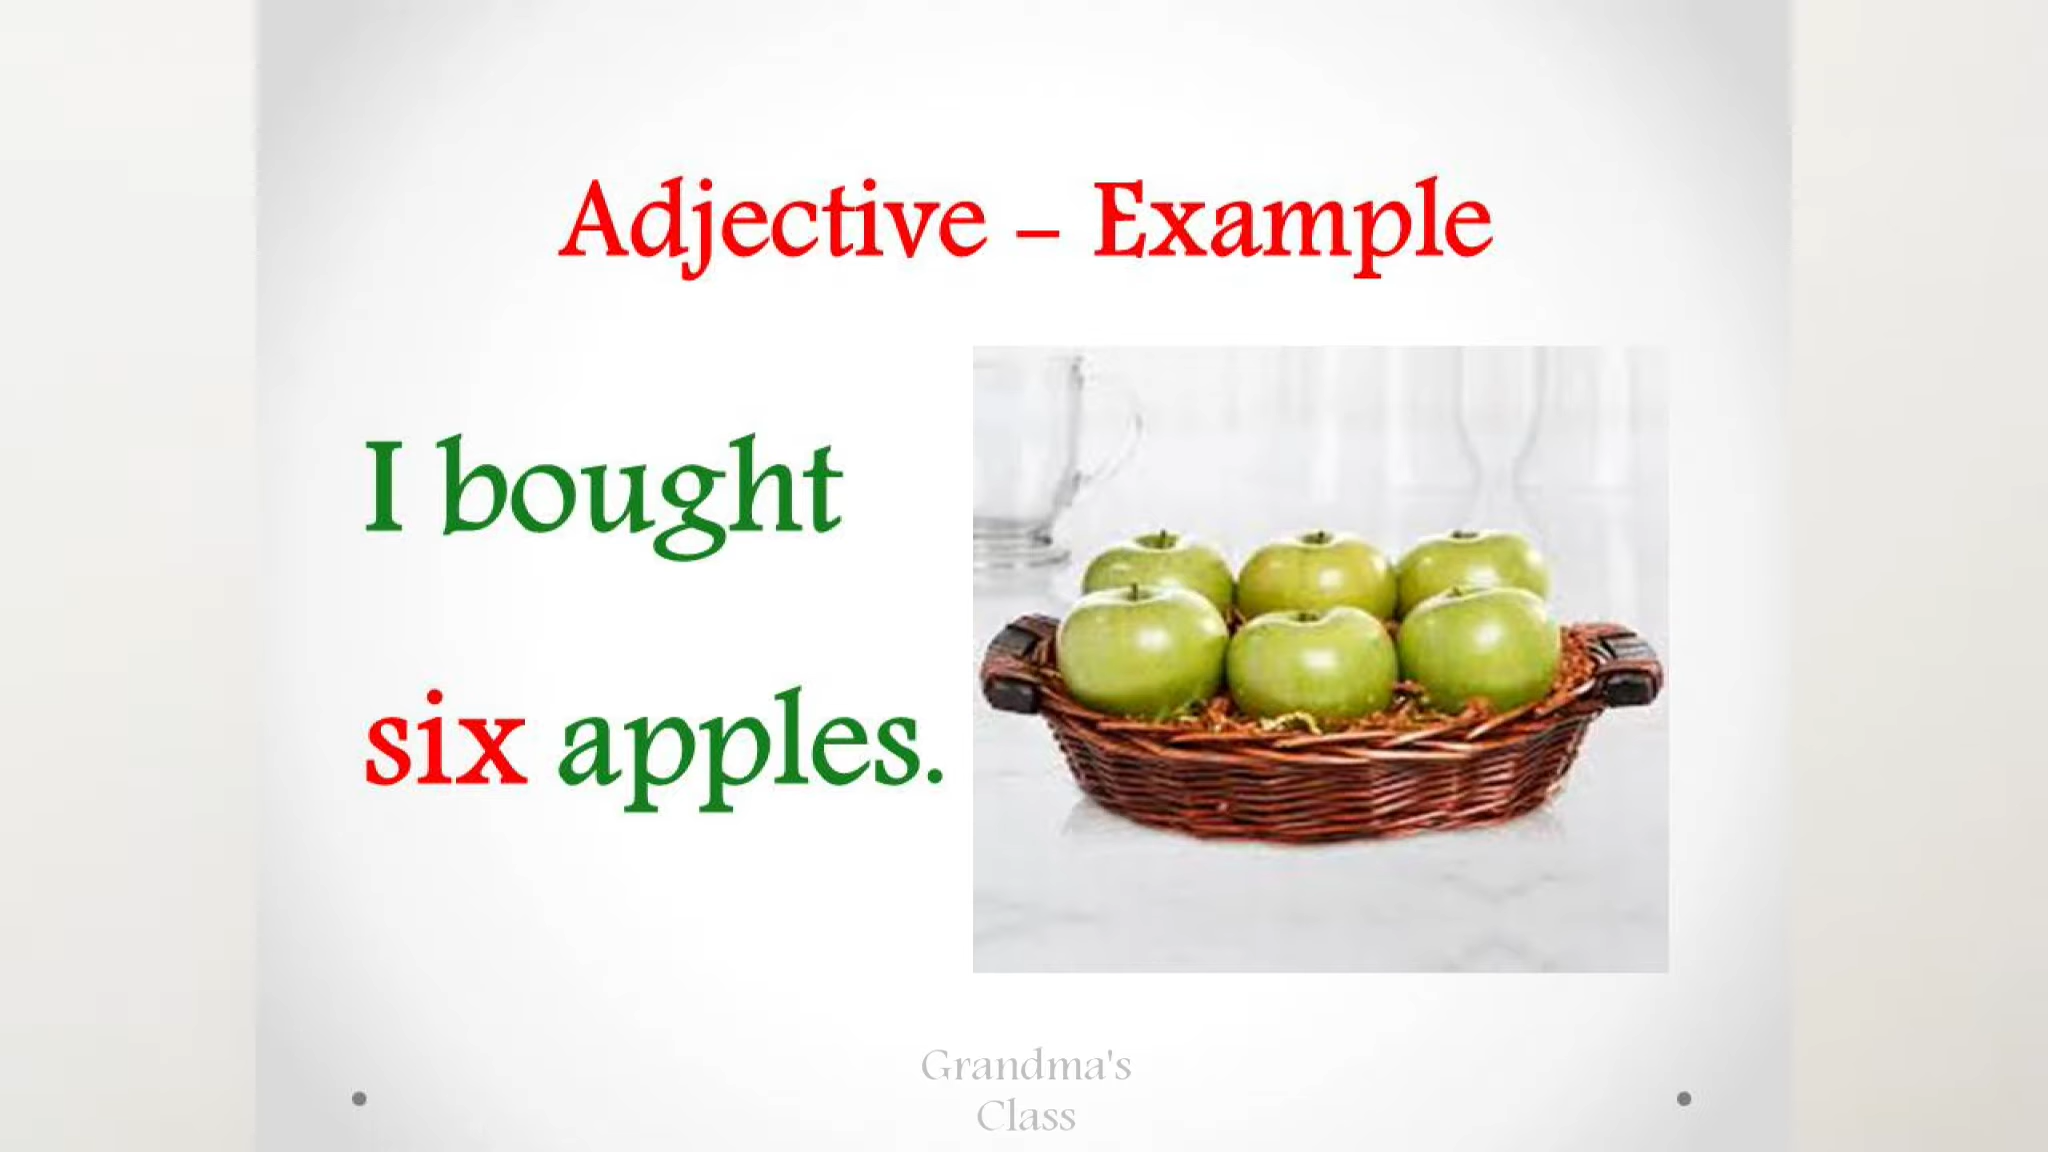 Adjective – Example
I bought
six apples.
Grandma's
Class